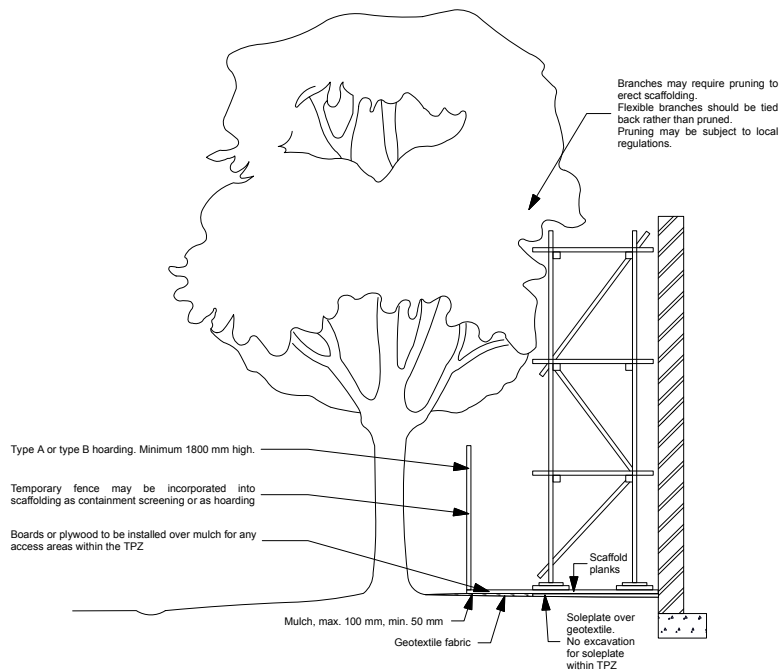 Branches may require pruning to
erect scaffolding.
Flexible branches should be tied
back rather than pruned.
Pruning may be subject to local
regulations.
Type A or type B hoarding. Minimum 1800 mm high.
Temporary fence may be incorporated into
scaffolding as containment screening or as hoarding
Boards or plywood to be installed over mulch for any
access areas within the TPZ
Scaffold
planks
Mulch, max. 100 mm, min. 50 mm
Geotextile fabric
Soleplate over
geotextile.
No excavation
for soleplate
within TPZ